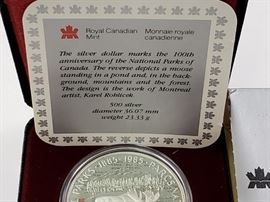 Royal Canadian Mint Monnaie royale canadienne
The silver dollar marks the 100th
anniversary of the National Parks of
Canada. The reverse depicts a moose
standing in a pond and, in the back-
ground, mountains and the forest.
The design is the work of Montreal
artist, Karel Rohlicek.
500 silver
diameter 36.07 mm
weight 23.33 g
PARKS 1885-1985 PARCS